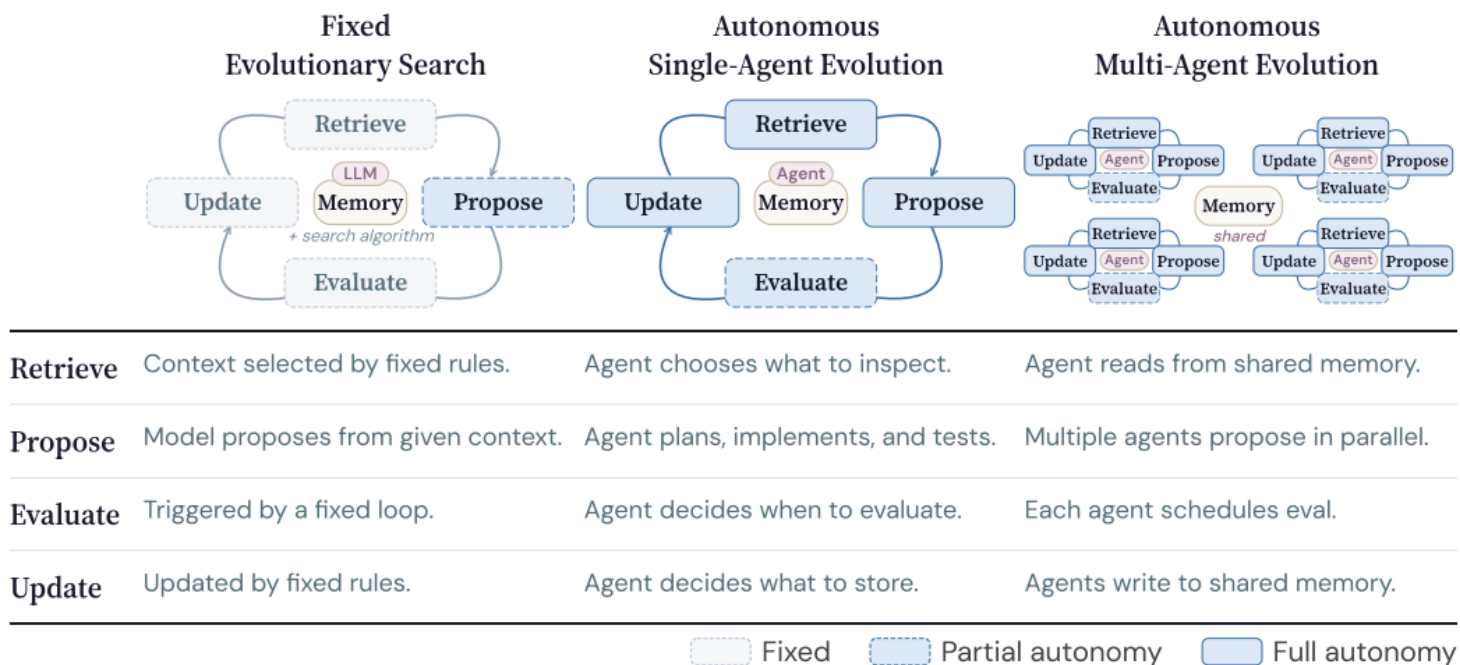 Fixed
Evolutionary Search
Retrieve
LLM
Memory
+ search algorithm
Update
Propose
Evaluate
Autonomous
Single-Agent Evolution
Retrieve
Agent
Memory
Update
Propose
Evaluate
Autonomous
Multi-Agent Evolution
Retrieve
Update
Agent
Propose
Evaluate
Retrieve
Update
Agent
Propose
Evaluate
Memory
shared
Retrieve
Update
Agent
Propose
Evaluate
Retrieve
Update
Agent
Propose
Evaluate
Retrieve Context selected by fixed rules. Agent chooses what to inspect. Agent reads from shared memory.
Propose Model proposes from given context. Agent plans, implements, and tests. Multiple agents propose in parallel.
Evaluate Triggered by a fixed loop. Agent decides when to evaluate. Each agent schedules eval.
Update Updated by fixed rules. Agent decides what to store. Agents write to shared memory.
Fixed Partial autonomy Full autonomy